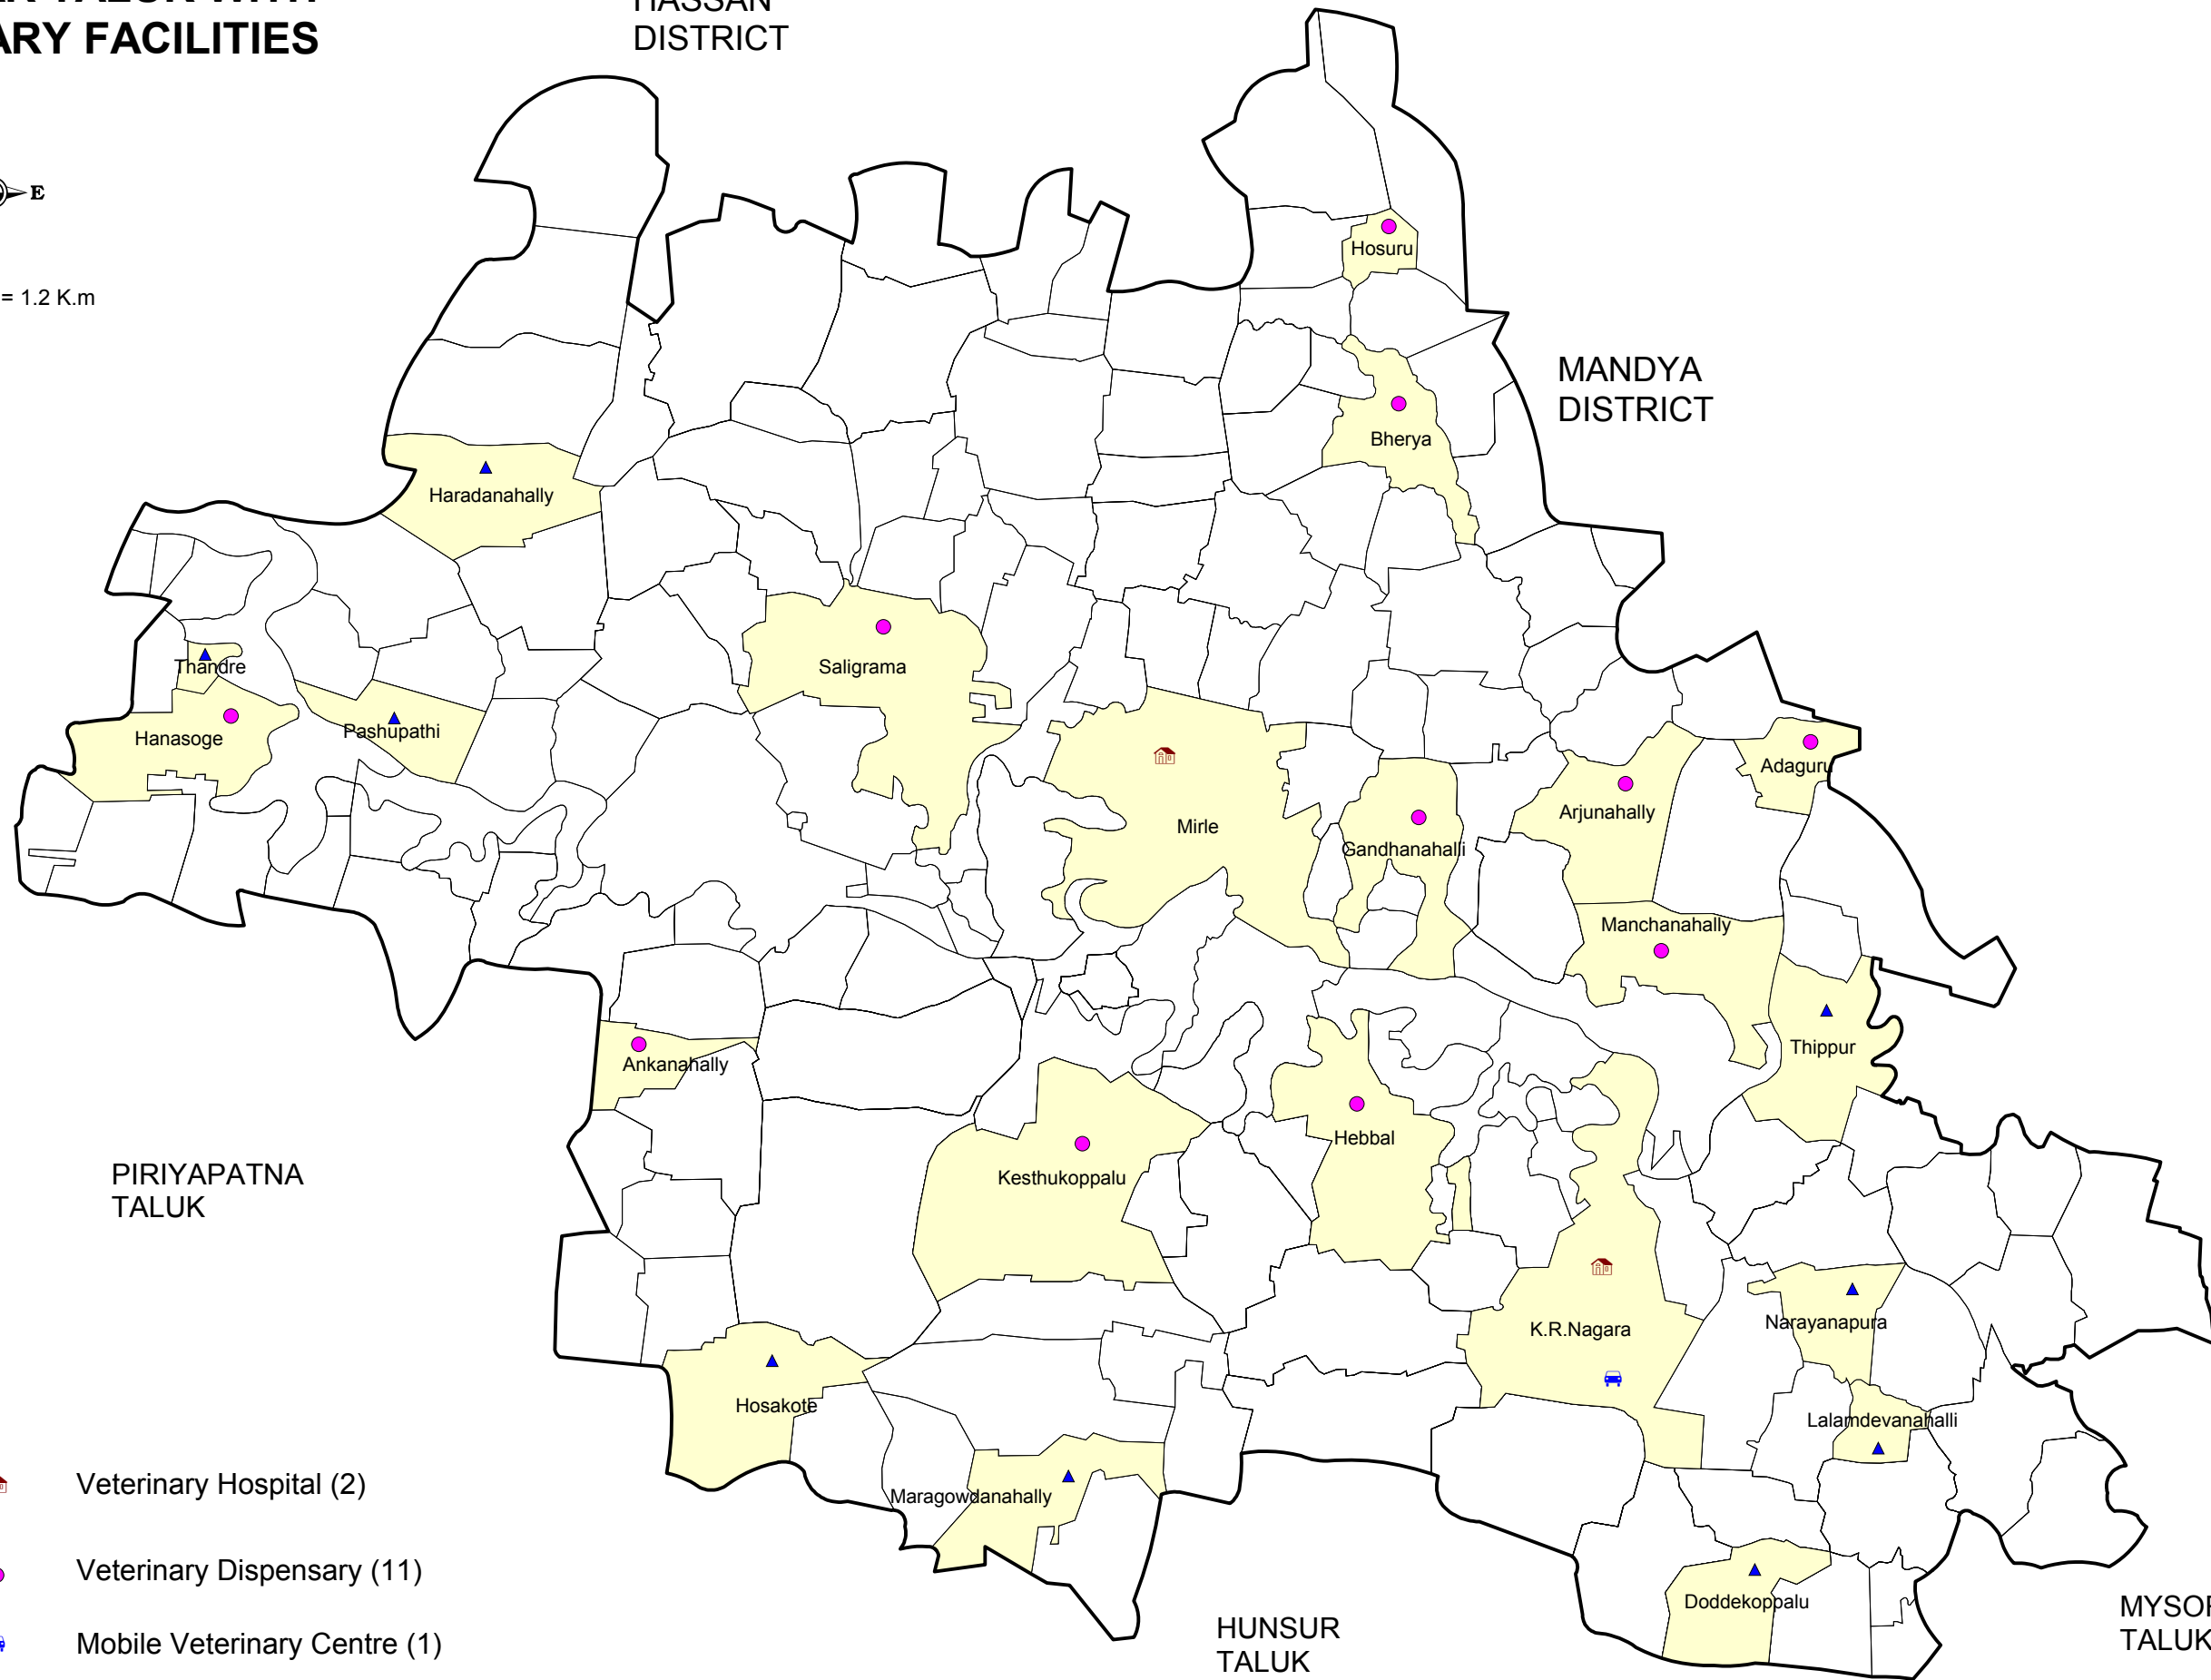 HASSAN
DISTRICT
ARY FACILITIES
E
= 1.2 K.m
Hosuru
MANDYA
DISTRICT
Bherya
Haradanahally
Thandre
Saligrama
Pashupathi
Hanasoge
Adaguru
Arjunahally
Mirle
Gandhanahalli
Manchanahally
Thippur
Ankanahally
Hebbal
Kesthukoppalu
PIRIYAPATNA
TALUK
Narayanapura
K.R.Nagara
Hosakote
Lalamdevanahalli
Maragowdanahally
Veterinary Hospital (2)
Veterinary Dispensary (11)
Doddekoppalu
Mobile Veterinary Centre (1)
HUNSUR
TALUK
MYSOR
TALUK